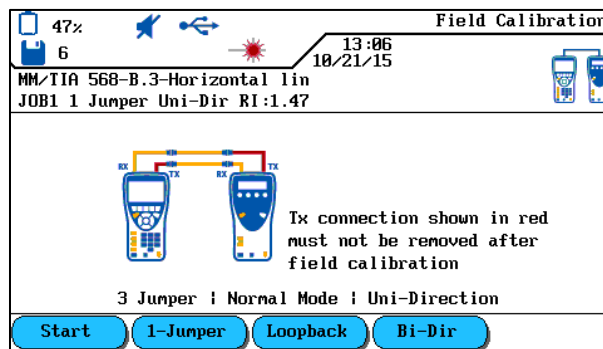 47%
Field Calibration
6
13:06
10/21/15
MM/TIA 568-B.3-Horizontal lin
JOB1 1 Jumper Uni-Dir RI:1.47
RX TX RX TX
Tx connection shown in red
must not be removed after
field calibration
3 Jumper | Normal Mode | Uni-Direction
Start 1-Jumper Loopback Bi-Dir